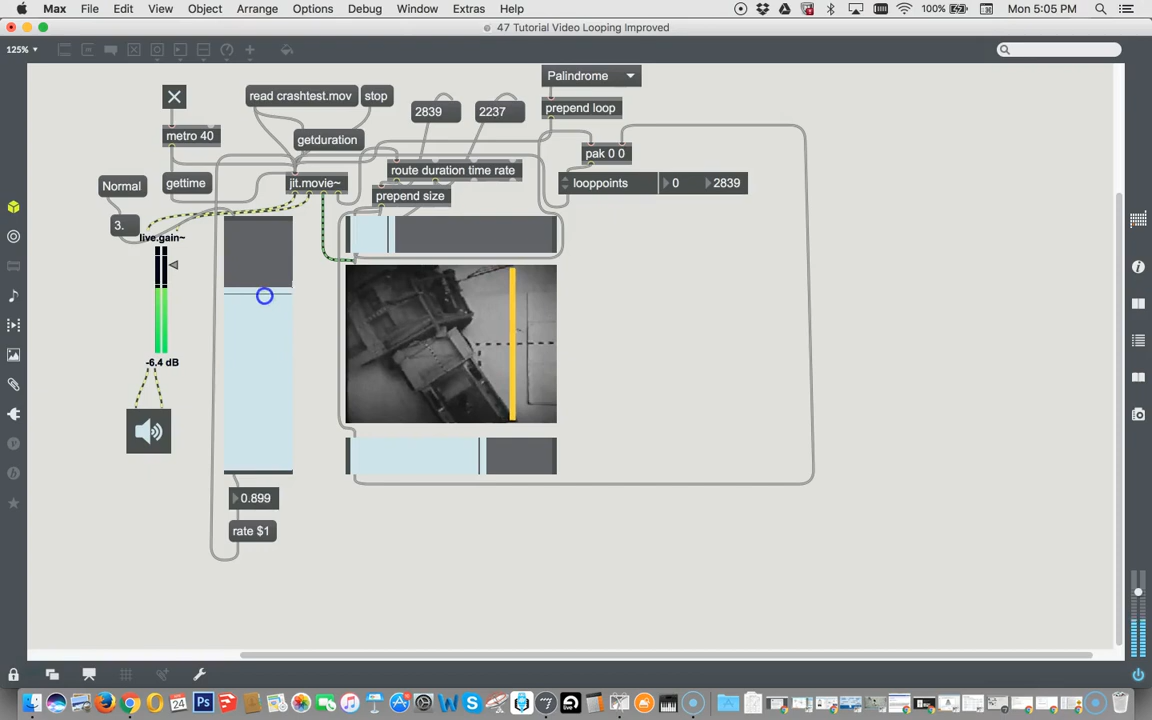 Max File Edit View Object Arrange Options Debug Window Extras Help
100% Mon 5:05 PM
47 Tutorial Video Looping Improved
125%
Palindrome
read crashtest.mov stop
2839 2237
prepend loop
metro 40
getduration
pak 0 0
route duration time rate
Normal
gettime
jit.movie~
looppoints 0 2839
prepend size
3.
live.gain~
-6.4 dB
0.899
rate $1